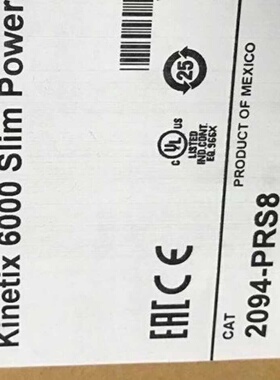 Kinetix 6000 Slim Power
25
c UL us
LISTED
IND.CONT.
EQ.966X
EAC CE
PRODUCT OF MEXICO
CAT
2094-PRS8